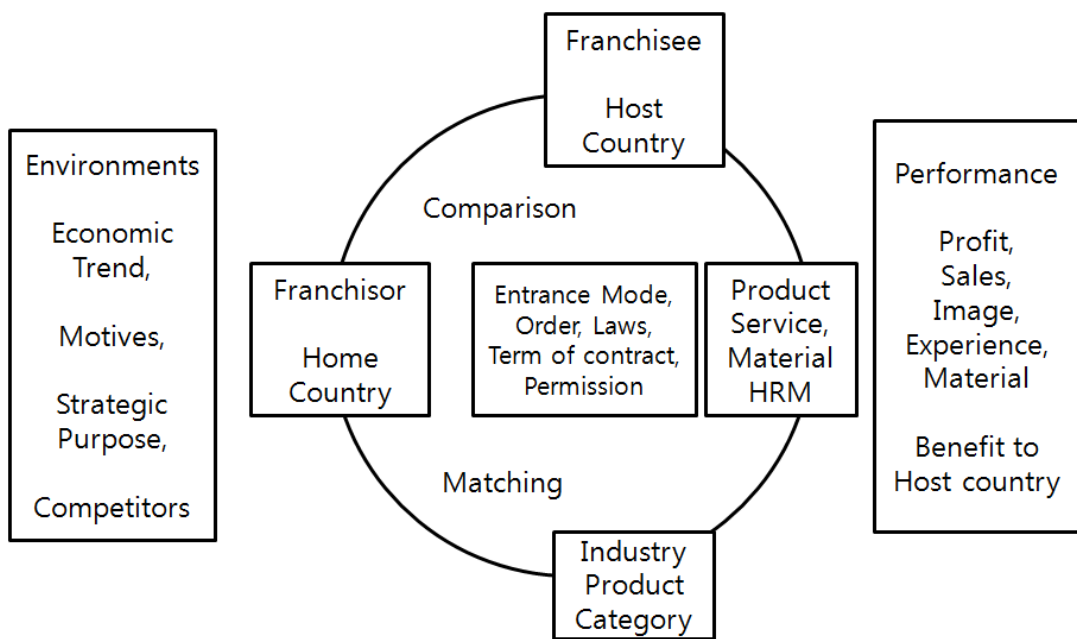 Franchisee
Host
Country
Environments
Economic
Trend,
Motives,
Strategic
Purpose,
Competitors
Comparison
Franchisor
Home
Country
Entrance Mode,
Order, Laws,
Term of contract,
Permission
Product
Service,
Material
HRM
Matching
Industry
Product
Category
Performance
Profit,
Sales,
Image,
Experience,
Material
Benefit to
Host country